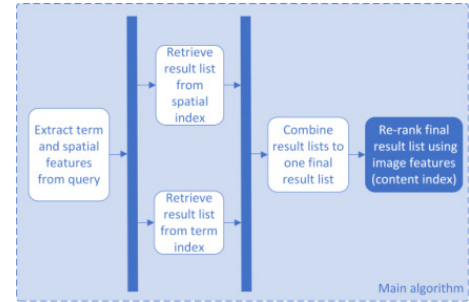 Extract term
and spatial
features
from query
Retrieve
result list
from
spatial
index
Retrieve
result list
from term
index
Combine
result lists to
one final
result list
Re-rank final
result list using
image features
(content index)
Main algorithm